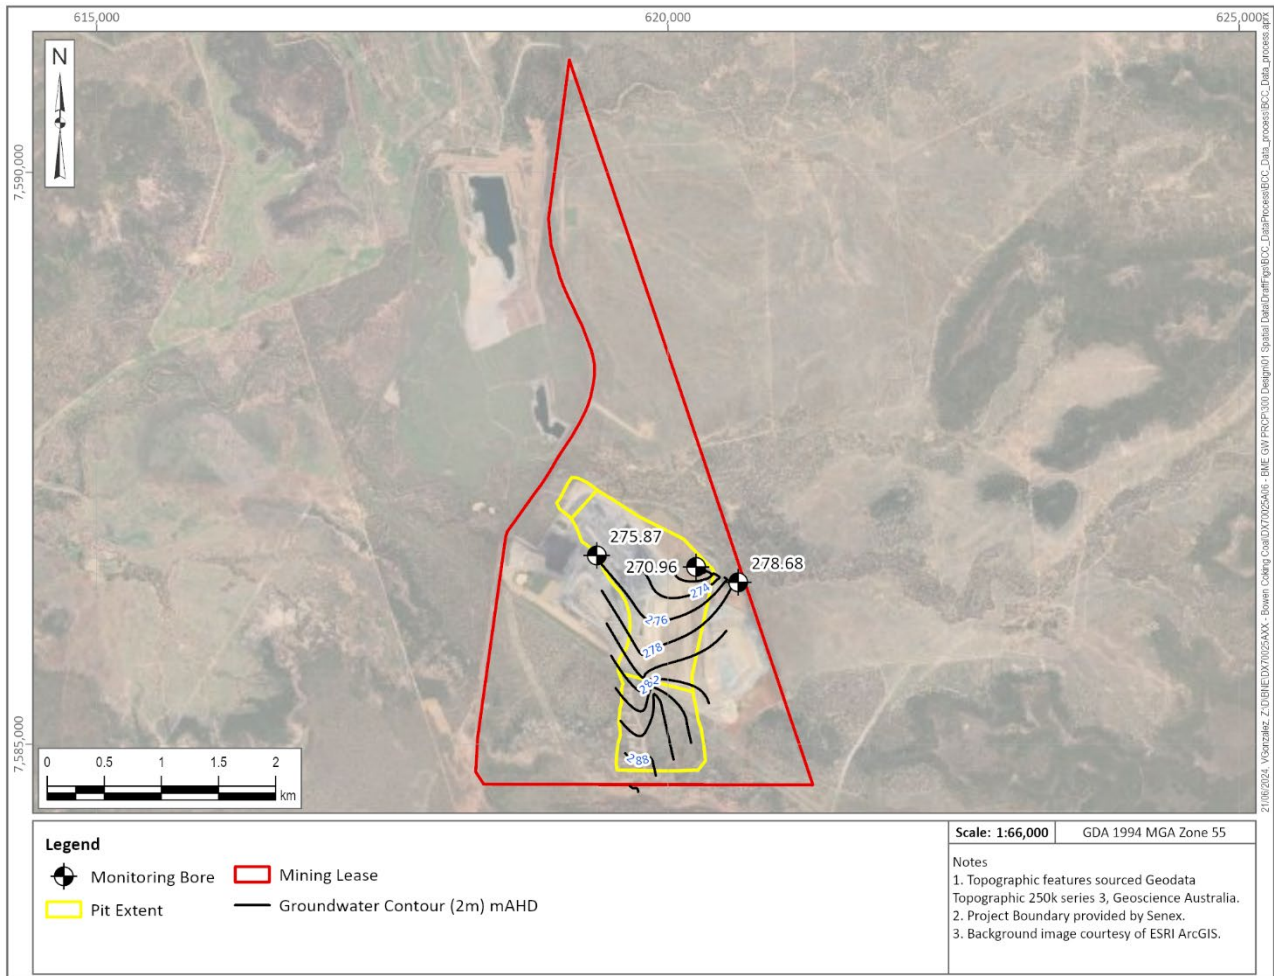 615,000
620,000
625,000
N
7,590,000
275.87
270.96
278.68
274
276
278
282
288
7,585,000
0 0.5 1 1.5 2
km
Legend
Monitoring Bore
Mining Lease
Pit Extent
Groundwater Contour (2m) mAHD
Scale: 1:66,000
GDA 1994 MGA Zone 55
Notes
1. Topographic features sourced Geodata
Topographic 250k series 3, Geoscience Australia.
2. Project Boundary provided by Senex.
3. Background image courtesy of ESRI ArcGIS.